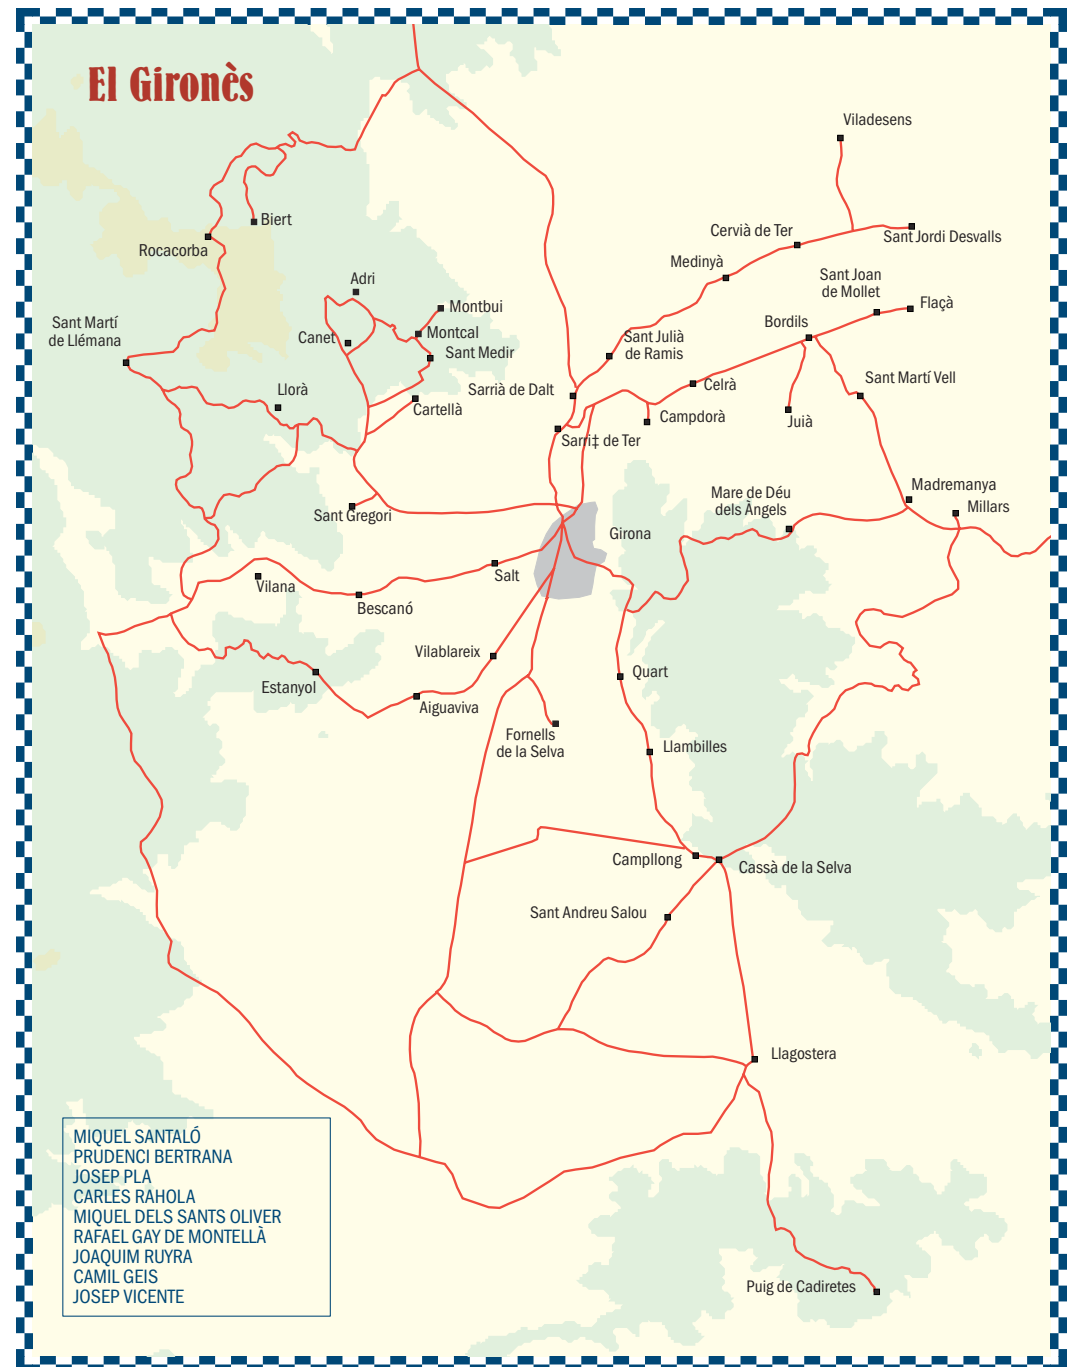 El Gironès
Viladesens
Biert
Rocacorba
Cervià de Ter
Sant Jordi Desvalls
Medinyà
Adri
Sant Joan
de Mollet
Flaçà
Montbui
Sant Martí
de Llémana
Canet
Montcal
Sant Medir
Sant Julià
de Ramis
Bordils
Llorà
Cartellà
Sarrià de Dalt
Celrà
Sant Martí Vell
Campdorà
Juià
Sarri‡ de Ter
Mare de Déu
dels Àngels
Madremanya
Millars
Sant Gregori
Girona
Salt
Vilana
Bescanó
Vilablareix
Quart
Estanyol
Aiguaviva
Fornells
de la Selva
Llambilles
Campllong
Cassà de la Selva
Sant Andreu Salou
Llagostera
Puig de Cadiretes
MIQUEL SANTALÓ
PRUDENCI BERTRANA
JOSEP PLA
CARLES RAHOLA
MIQUEL DELS SANTS OLIVER
RAFAEL GAY DE MONTELLÀ
JOAQUIM RUYRA
CAMIL GEIS
JOSEP VICENTE